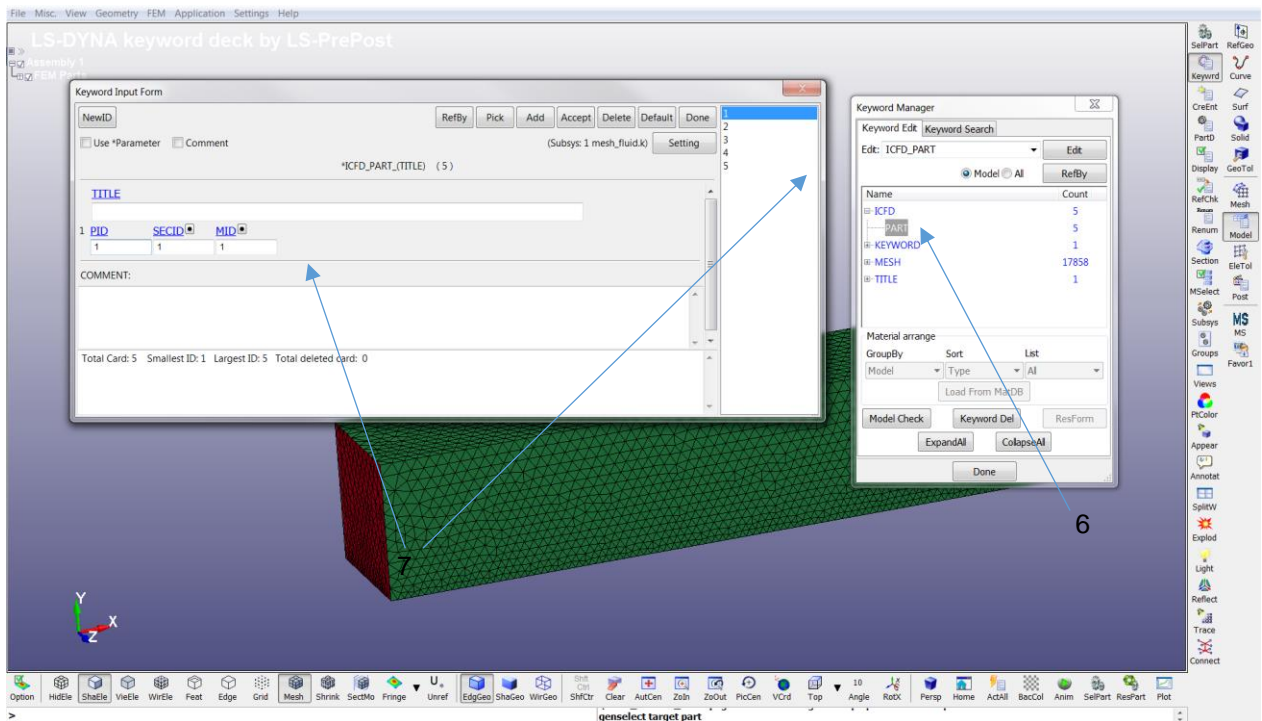 File Misc. View Geometry FEM Application Settings Help
LS-DYNA keyword deck by LS-PrePost
Assembly 1
FEM Parts
Keyword Input Form
NewID RefBy Pick Add Accept Delete Default Done
Use *Parameter Comment (Subsys: 1 mesh_fluid.k) Setting
*ICFD_PART_(TITLE) (5)
TITLE
1 PID SECID MID
1 1 1
COMMENT:
Total Card: 5 Smallest ID: 1 Largest ID: 5 Total deleted card: 0
1
2
3
4
5
Keyword Manager
Keyword Edit Keyword Search
Edit: ICFD_PART Edit
Model All RefBy
Name Count
ICFD 5
PART 5
KEYWORD 1
MESH 17858
TITLE 1
Material arrange
GroupBy Sort List
Model Type All
Load From MatDB
Model Check Keyword Del ResForm
ExpandAll CollapseAll
Done
6
7
Y
X
Z
SelPart RefGeo
Keywrd Curve
CreEnt Surf
PartD Solid
Display GeoTol
RefChk Mesh
Renum Model
Section EleTol
MSelect Post
Subsys MS
Groups Favor1
Views
PtColor
Appear
Annotat
SplitW
Explod
Light
Reflect
Trace
Connect
Option HidEle ShaEle VieEle WirEle Feat Edge Grid Mesh Shrink SectMo Fringe Unref EdgGeo ShaGeo WirGeo ShfCtr Clear AutCen ZoIn ZoOut PicCen VCrd Top Angle RotX Persp Home ActAll BacCol Anim SelPart ResPart Plot
>
genselect target part